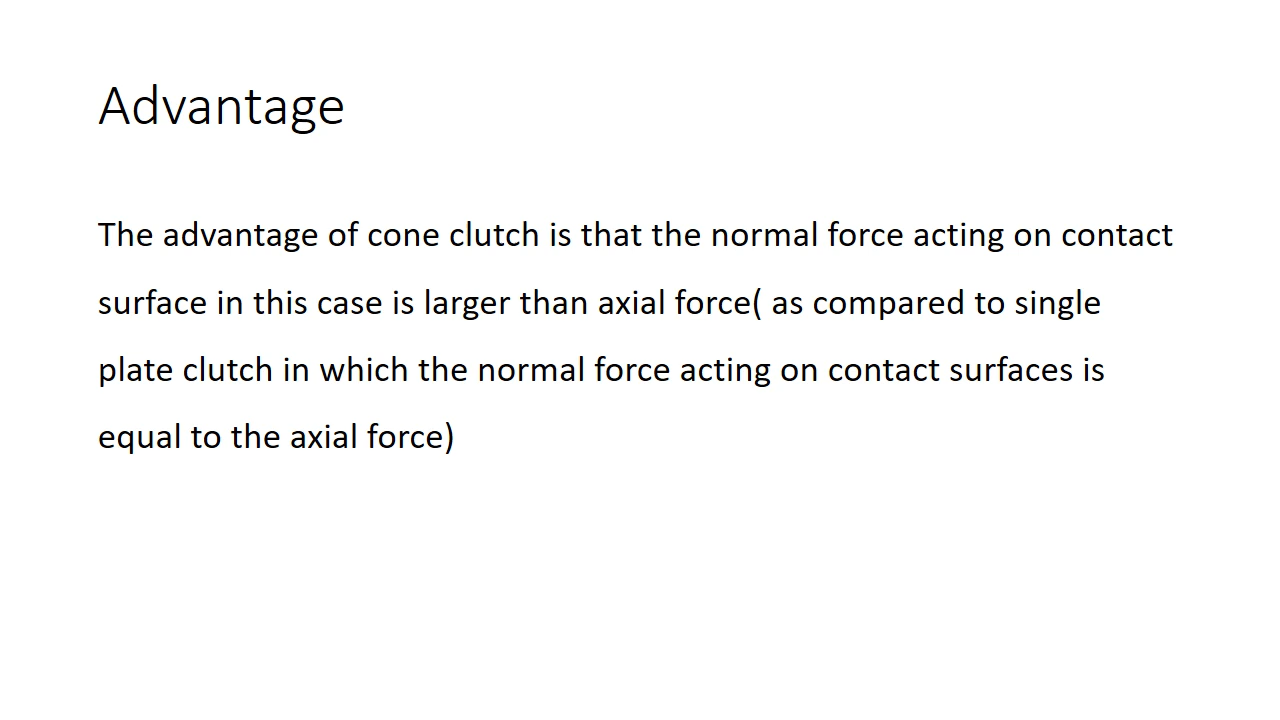 Advantage
The advantage of cone clutch is that the normal force acting on contact
surface in this case is larger than axial force( as compared to single
plate clutch in which the normal force acting on contact surfaces is
equal to the axial force)